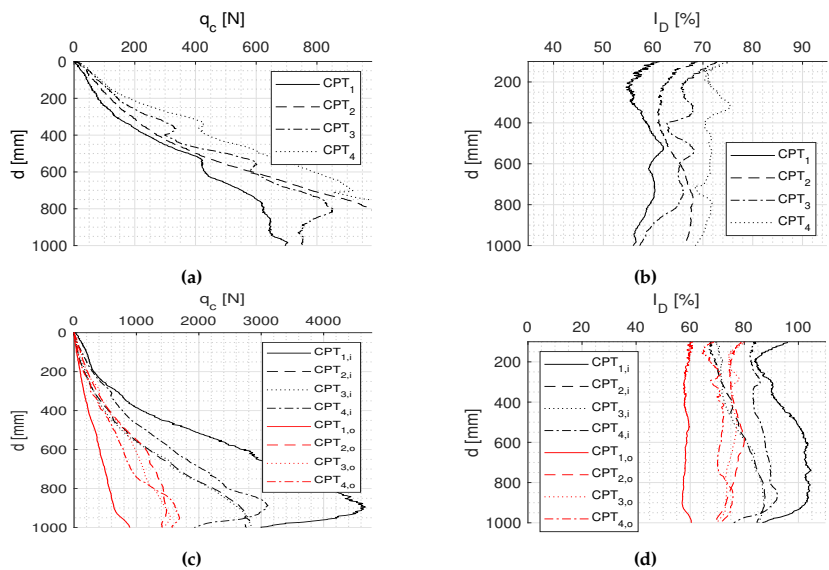 q_c [N]
0 200 400 600 800
d [mm]
0
200
400
600
800
1000
CPT_1
CPT_2
CPT_3
CPT_4
(a)
I_D [%]
40 50 60 70 80 90
d [mm]
200
400
600
800
1000
CPT_1
CPT_2
CPT_3
CPT_4
(b)
q_c [N]
0 1000 2000 3000 4000
d [mm]
0
200
400
600
800
1000
CPT_1,i
CPT_2,i
CPT_3,i
CPT_4,i
CPT_1,o
CPT_2,o
CPT_3,o
CPT_4,o
(c)
I_D [%]
0 20 40 60 80 100
d [mm]
200
400
600
800
1000
CPT_1,i
CPT_2,i
CPT_3,i
CPT_4,i
CPT_1,o
CPT_2,o
CPT_3,o
CPT_4,o
(d)